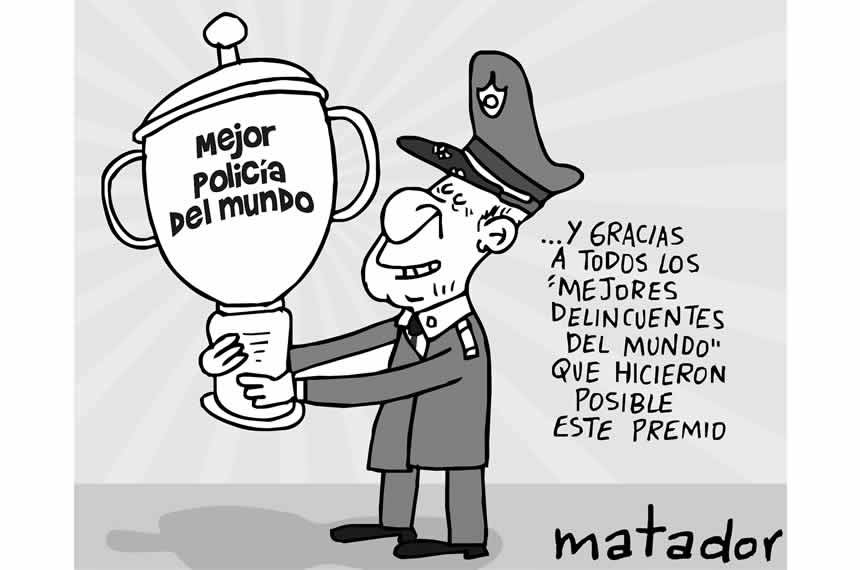 Mejor
Policía
Del mundo
...Y GRACIAS
A TODOS LOS
"MEJORES
DELINCUENTES
DEL MUNDO"
QUE HICIERON
POSIBLE
ESTE PREMIO
matador